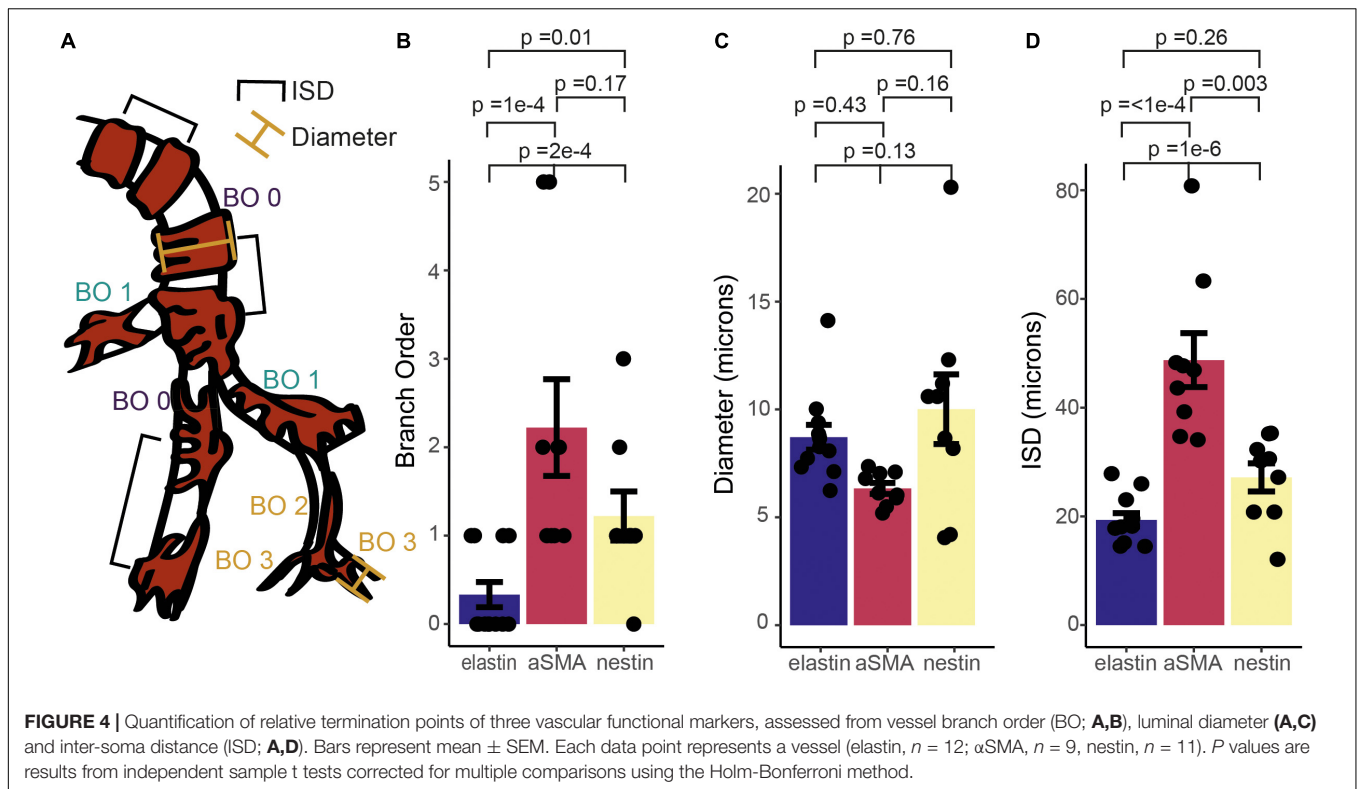 A
ISD
Diameter
BO 0
BO 1
BO 1
BO 0
BO 2
BO 3
BO 3
B
p =0.01
p =0.17
p =1e-4
p =2e-4
Branch Order
5
4
3
2
1
0
elastin aSMA nestin
C
p =0.76
p =0.16
p =0.43
p =0.13
Diameter (microns)
20
15
10
5
0
elastin aSMA nestin
D
p =0.26
p =0.003
p =<1e-4
p =1e-6
ISD (microns)
80
60
40
20
0
elastin aSMA nestin
FIGURE 4 | Quantification of relative termination points of three vascular functional markers, assessed from vessel branch order (BO; A,B), luminal diameter (A,C)
and inter-soma distance (ISD; A,D). Bars represent mean ± SEM. Each data point represents a vessel (elastin, n = 12; αSMA, n = 9, nestin, n = 11). P values are
results from independent sample t tests corrected for multiple comparisons using the Holm-Bonferroni method.